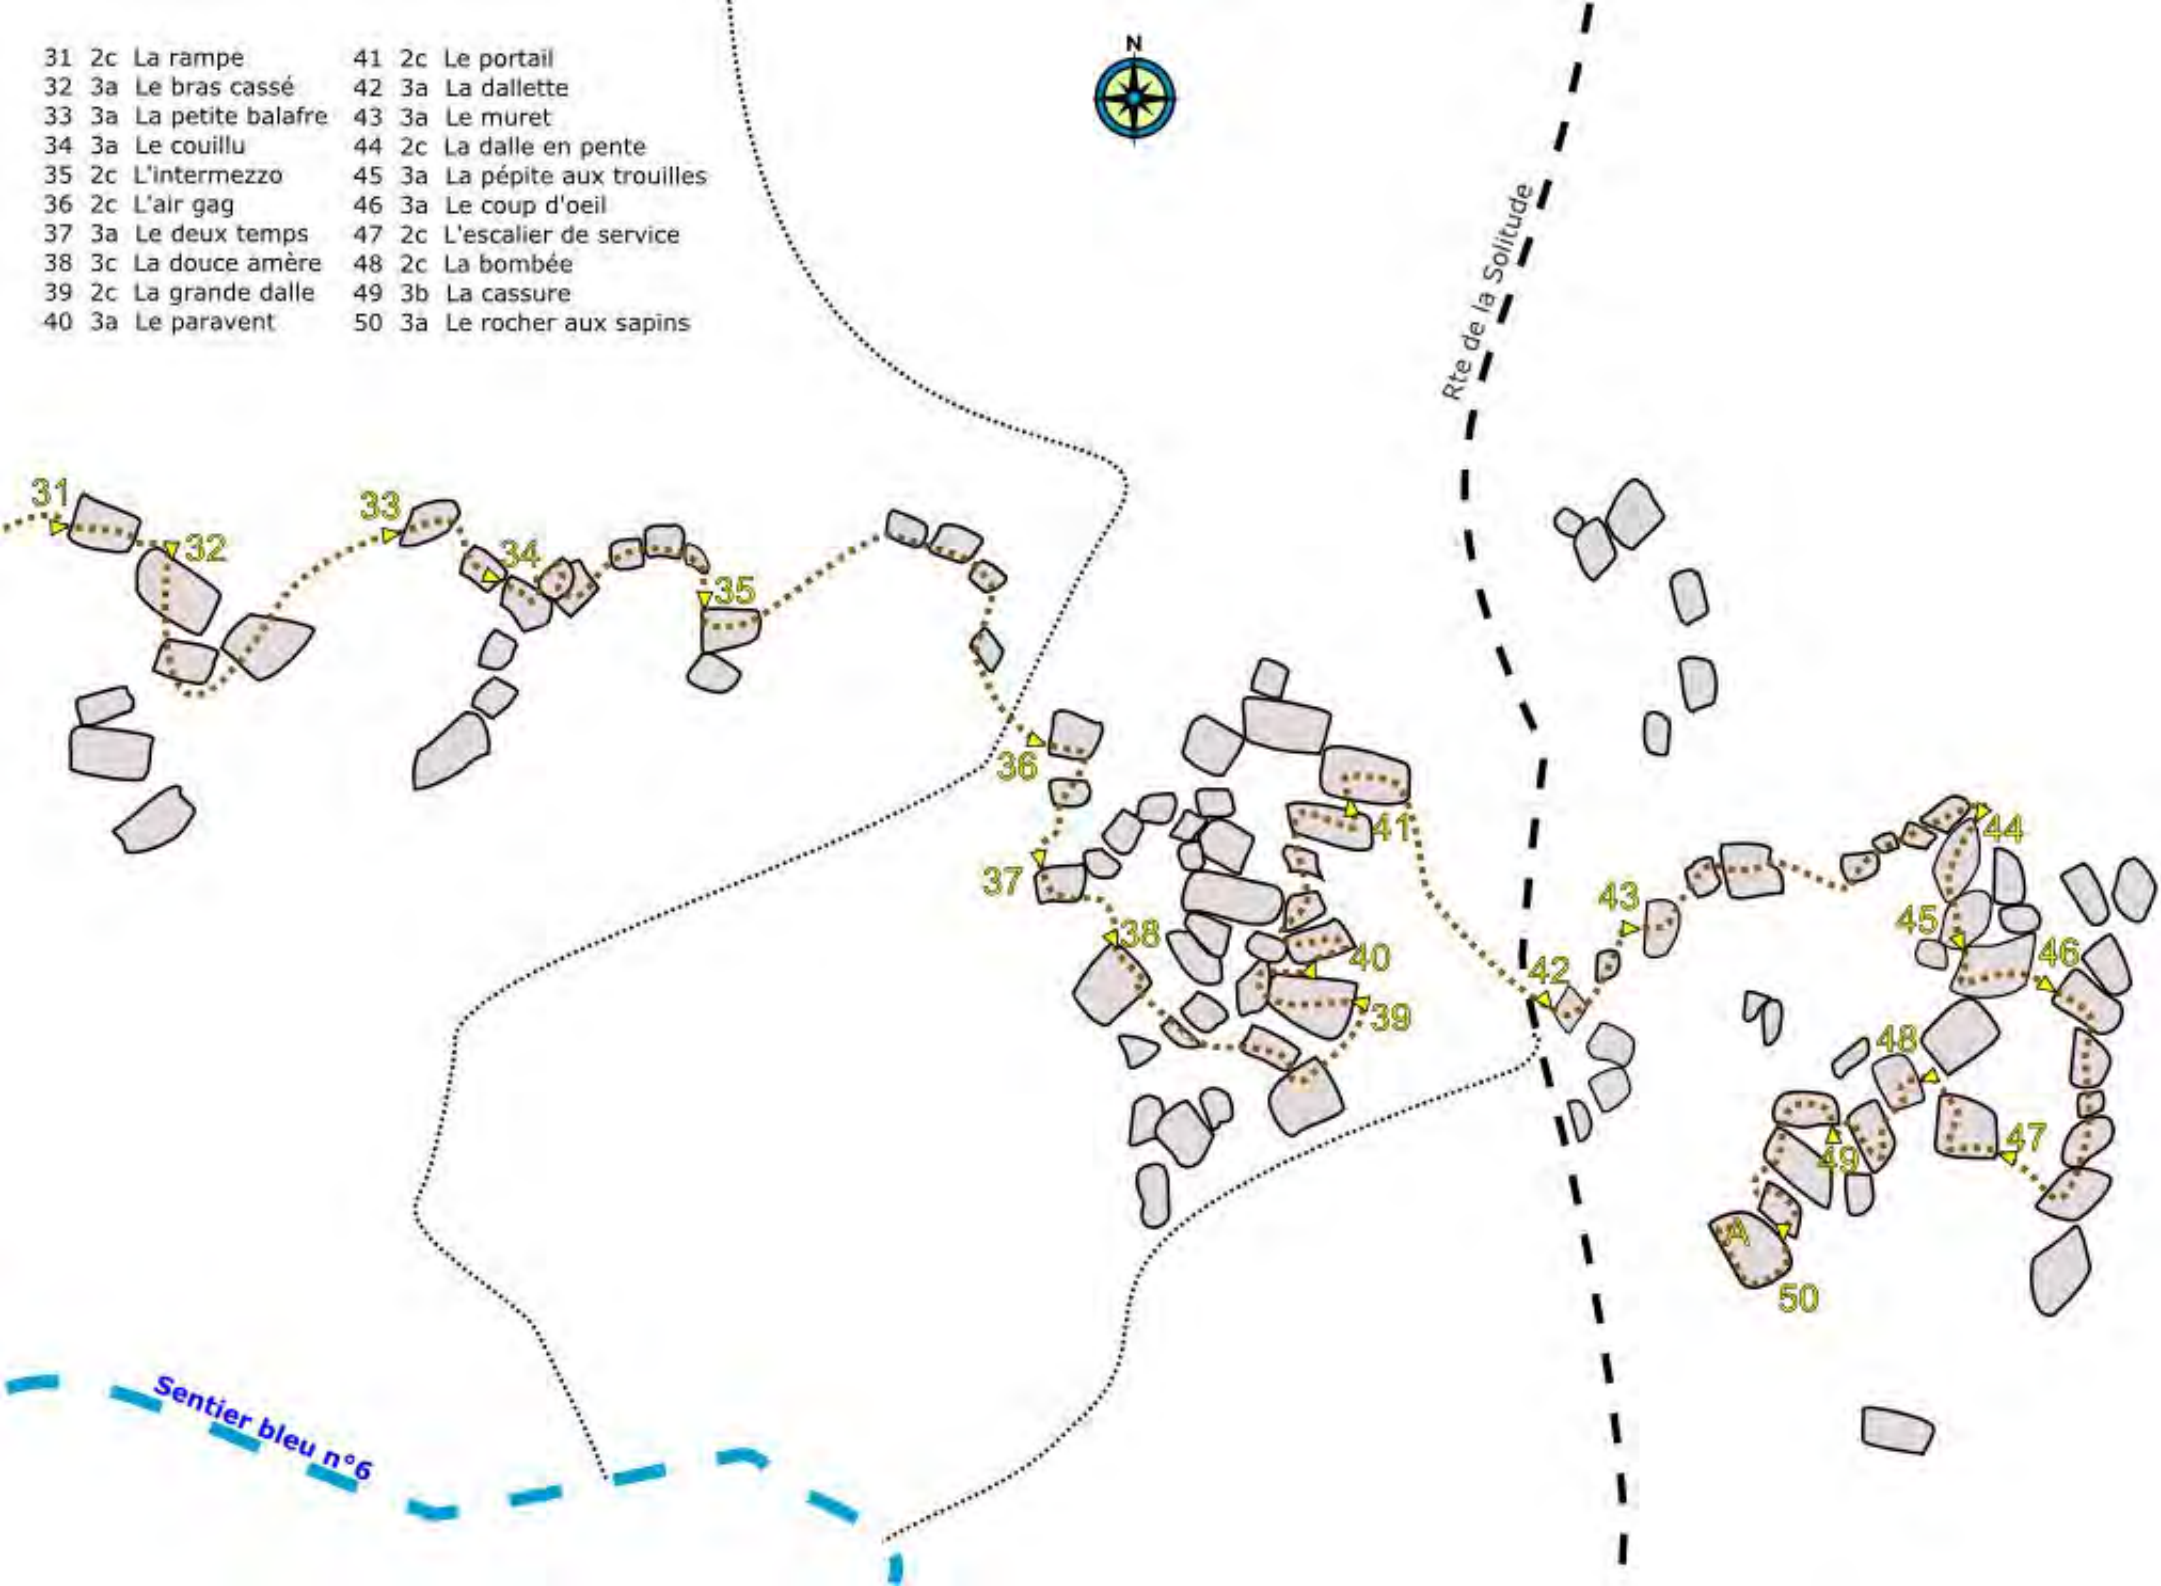 31 2c La rampe
32 3a Le bras cassé
33 3a La petite balafre
34 3a Le couillu
35 2c L'intermezzo
36 2c L'air gag
37 3a Le deux temps
38 3c La douce amère
39 2c La grande dalle
40 3a Le paravent
41 2c Le portail
42 3a La dallette
43 3a Le muret
44 2c La dalle en pente
45 3a La pépite aux trouilles
46 3a Le coup d'oeil
47 2c L'escalier de service
48 2c La bombée
49 3b La cassure
50 3a Le rocher aux sapins
N
Rte de la Solitude
31
32
33
34
35
36
37
38
39
40
41
42
43
44
45
46
47
48
49
A
50
Sentier bleu n°6